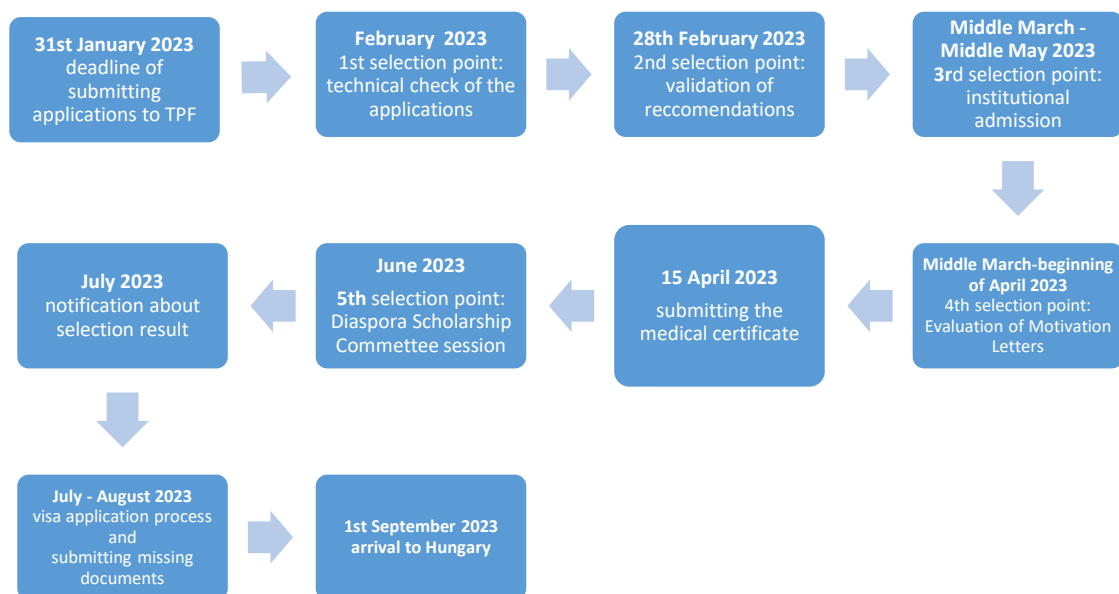 31st January 2023
deadline of
submitting
applications to TPF
February 2023
1st selection point:
technical check of the
applications
28th February 2023
2nd selection point:
validation of
reccomendations
Middle March -
Middle May 2023
3rd selection point:
institutional
admission
Middle March-beginning
of April 2023
4th selection point:
Evaluation of Motivation
Letters
15 April 2023
submitting the
medical certificate
June 2023
5th selection point:
Diaspora Scholarship
Committee session
July 2023
notification about
selection result
July - August 2023
visa application process
and
submitting missing
documents
1st September 2023
arrival to Hungary